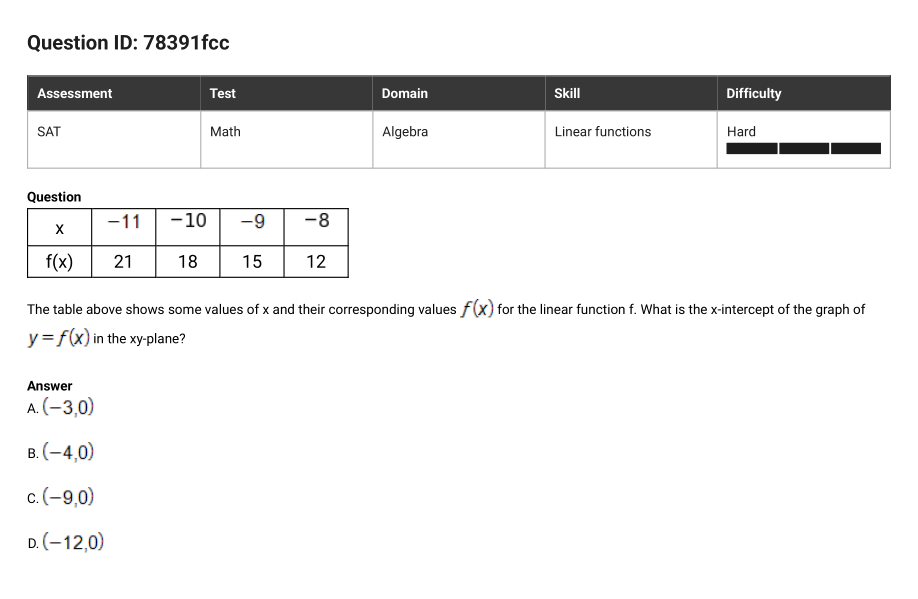 Question ID: 78391fcc
Assessment Test Domain Skill Difficulty
SAT Math Algebra Linear functions Hard
Question
x −11 −10 −9 −8
f(x) 21 18 15 12
The table above shows some values of x and their corresponding values f(x) for the linear function f. What is the x-intercept of the graph of
y = f(x) in the xy-plane?
Answer
A. (−3,0)
B. (−4,0)
C. (−9,0)
D. (−12,0)